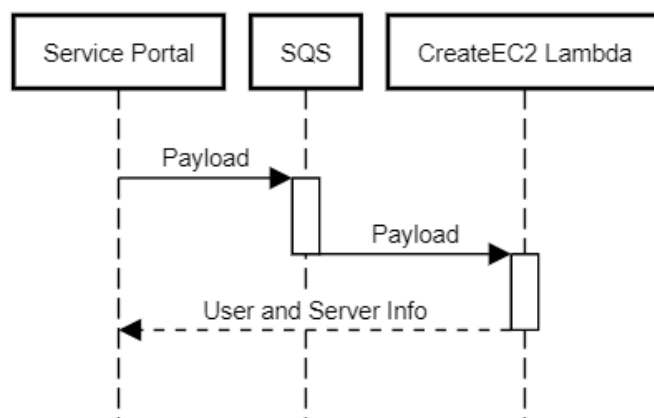 Service Portal
SQS
CreateEC2 Lambda
Payload
Payload
User and Server Info